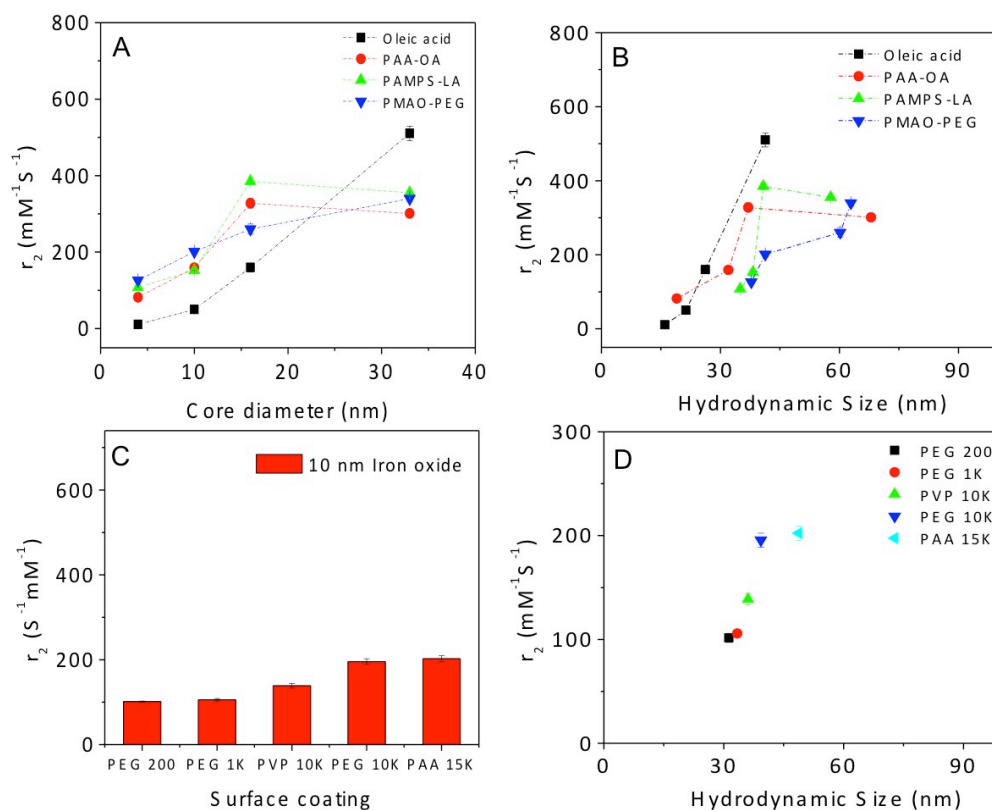 A
Oleic acid
PAA-OA
PAMPS-LA
PMAO-PEG
800
600
400
200
0
r₂ (mM⁻¹S⁻¹)
0 10 20 30 40
Core diameter (nm)
B
Oleic acid
PAA-OA
PAMPS-LA
PMAO-PEG
800
600
400
200
0
r₂ (mM⁻¹S⁻¹)
0 30 60 90
Hydrodynamic Size (nm)
C
10 nm Iron oxide
600
400
200
0
r₂ (S⁻¹mM⁻¹)
PEG 200 PEG 1K PVP 10K PEG 10K PAA 15K
Surface coating
D
PEG 200
PEG 1K
PVP 10K
PEG 10K
PAA 15K
300
200
100
0
r₂ (mM⁻¹S⁻¹)
0 30 60 90
Hydrodynamic Size (nm)